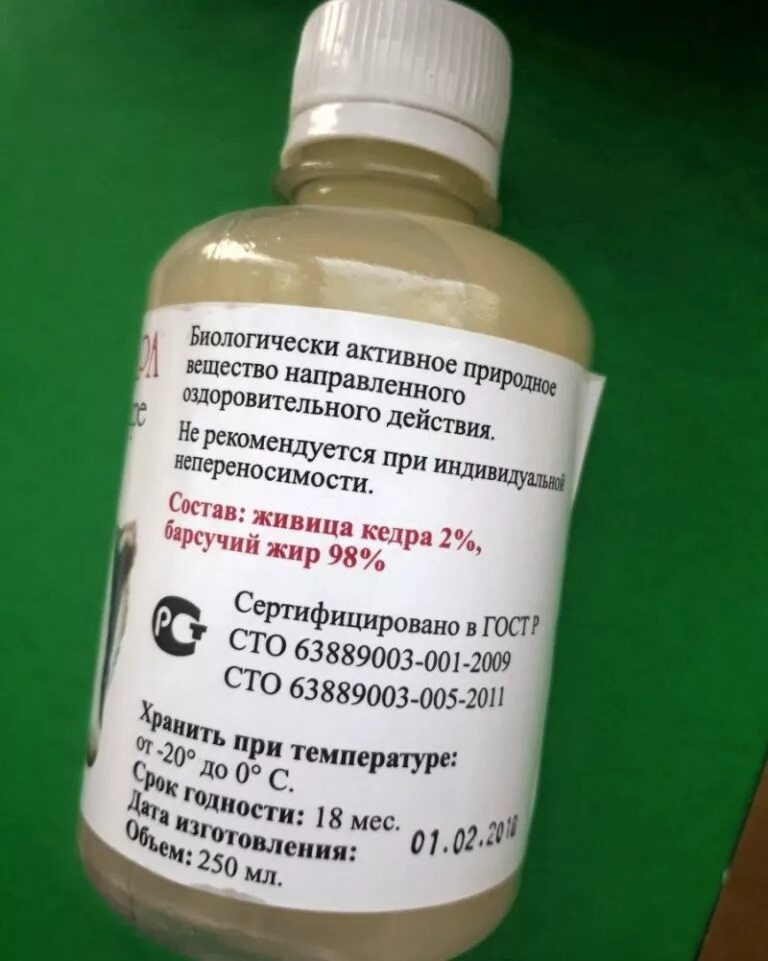 Биологически активное природное
вещество направленного
оздоровительного действия.
Не рекомендуется при индивидуальной
непереносимости.
Состав: живица кедра 2%,
барсучий жир 98%
РСТ
Сертифицировано в ГОСТ Р
СТО 63889003-001-2009
СТО 63889003-005-2011
Хранить при температуре:
от -20° до 0° С.
Срок годности: 18 мес.
Дата изготовления: 01.02.2018
Объем: 250 мл.